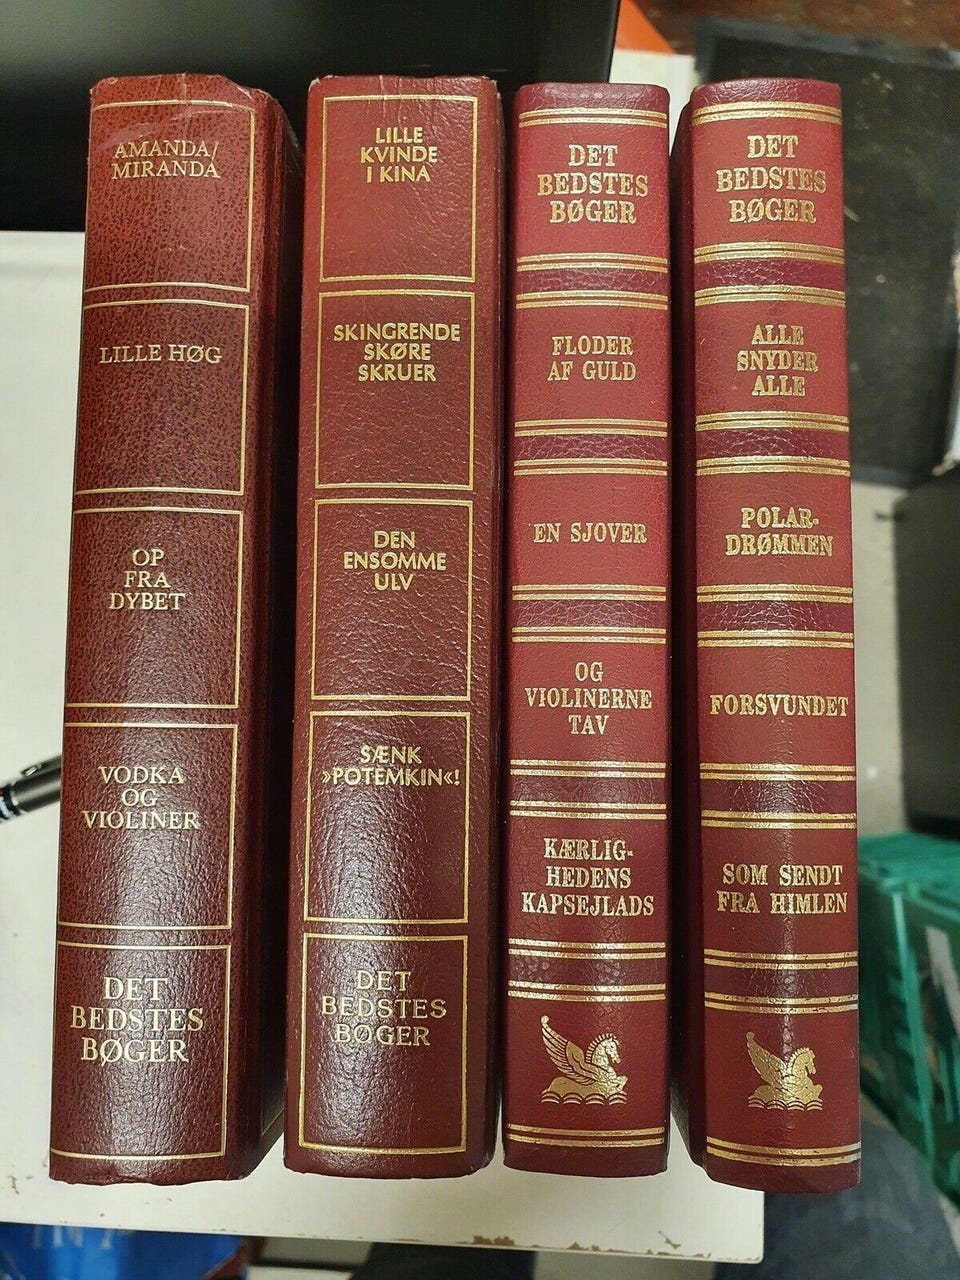 AMANDA/
MIRANDA
LILLE HØG
OP
FRA
DYBET
VODKA
OG
VIOLINER
DET
BEDSTES
BØGER
LILLE
KVINDE
I KINA
SKINGRENDE
SKØRE
SKRUER
DEN
ENSOMME
ULV
SÆNK
»POTEMKIN«!
DET
BEDSTES
BØGER
DET
BEDSTES
BØGER
FLODER
AF GULD
EN SJOVER
OG
VIOLINERNE
TAV
KÆRLIG-
HEDENS
KAPSEJLADS
DET
BEDSTES
BØGER
ALLE
SNYDER
ALLE
POLAR-
DRØMMEN
FORSVUNDET
SOM SENDT
FRA HIMLEN